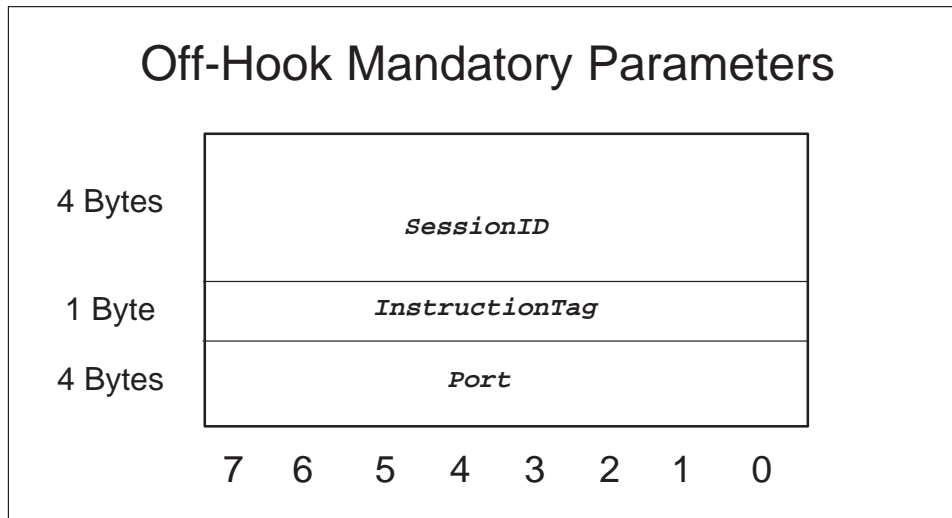 Off-Hook Mandatory Parameters
4 Bytes
SessionID
1 Byte
InstructionTag
4 Bytes
Port
7 6 5 4 3 2 1 0